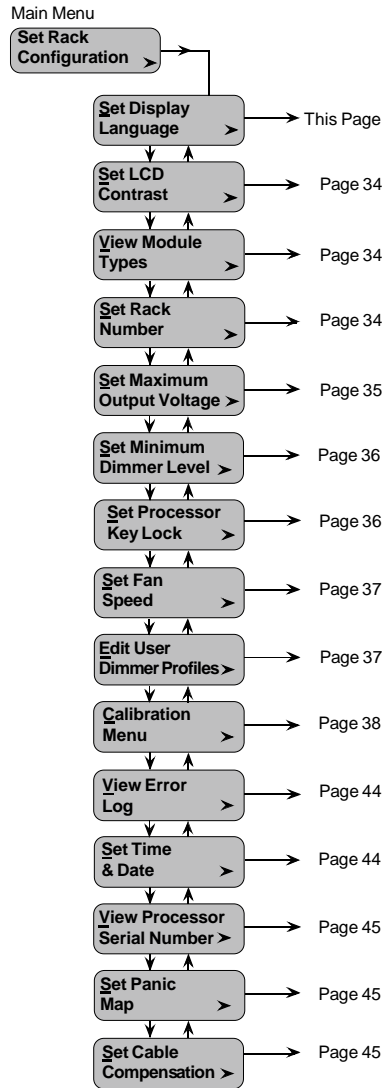 Main Menu
Set Rack
Configuration
Set Display
Language
This Page
Set LCD
Contrast
Page 34
View Module
Types
Page 34
Set Rack
Number
Page 34
Set Maximum
Output Voltage
Page 35
Set Minimum
Dimmer Level
Page 36
Set Processor
Key Lock
Page 36
Set Fan
Speed
Page 37
Edit User
Dimmer Profiles
Page 37
Calibration
Menu
Page 38
View Error
Log
Page 44
Set Time
& Date
Page 44
View Processor
Serial Number
Page 45
Set Panic
Map
Page 45
Set Cable
Compensation
Page 45